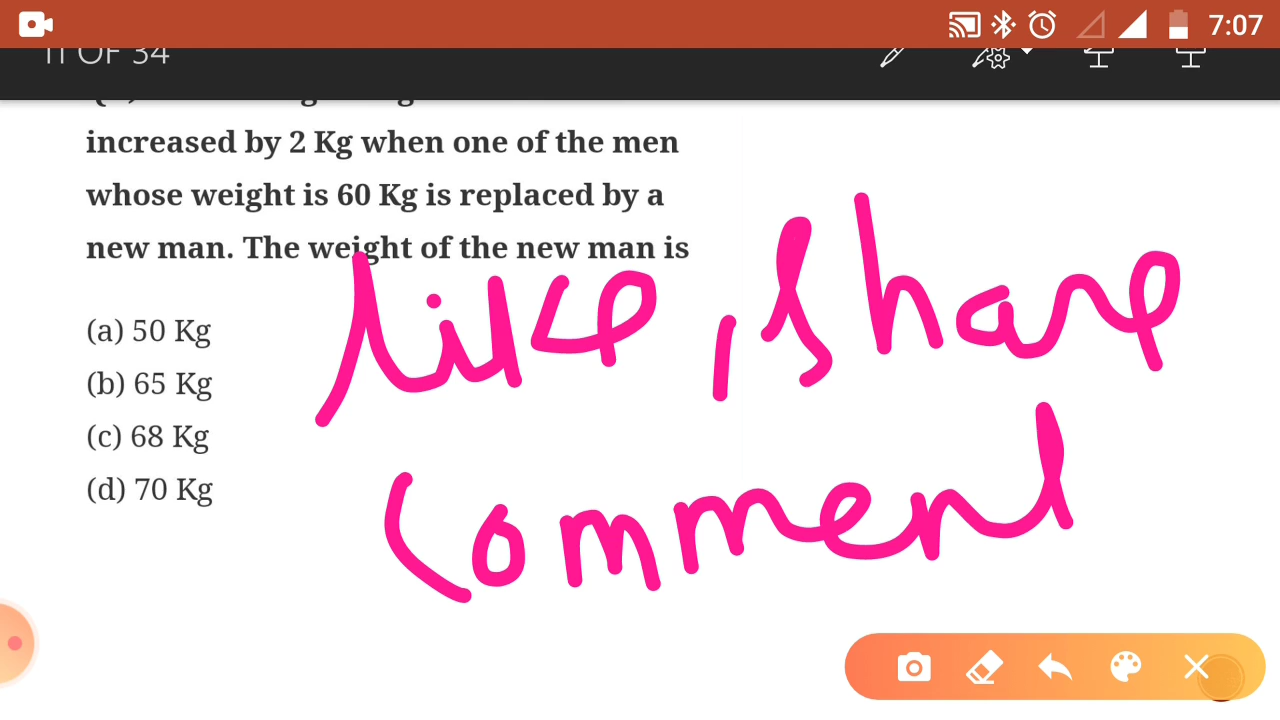 7:07
11 OF 34
increased by 2 Kg when one of the men
whose weight is 60 Kg is replaced by a
new man. The weight of the new man is
like, share
comment
(a) 50 Kg
(b) 65 Kg
(c) 68 Kg
(d) 70 Kg